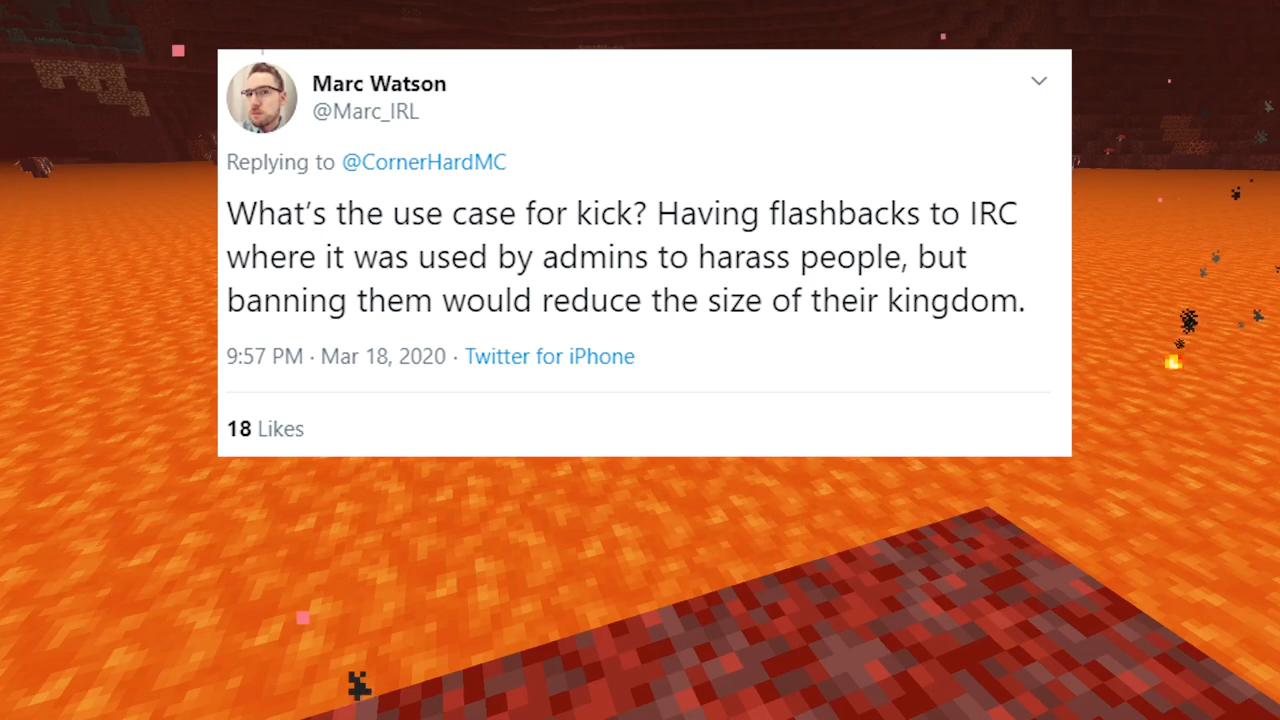 Marc Watson
@Marc_IRL
Replying to @CornerHardMC
What's the use case for kick? Having flashbacks to IRC
where it was used by admins to harass people, but
banning them would reduce the size of their kingdom.
9:57 PM · Mar 18, 2020 · Twitter for iPhone
18 Likes